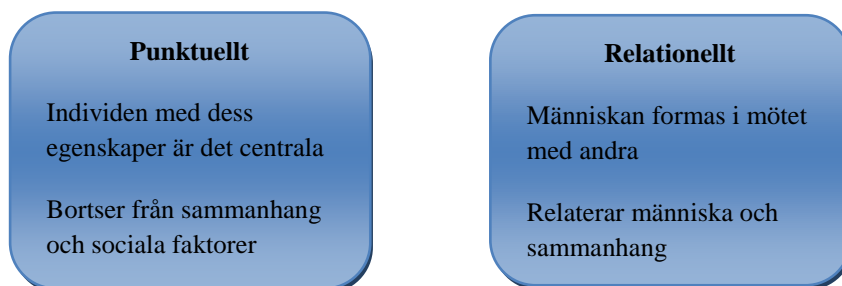 Punktuellt
Individen med dess
egenskaper är det centrala
Bortser från sammanhang
och sociala faktorer
Relationellt
Människan formas i mötet
med andra
Relaterar människa och
sammanhang